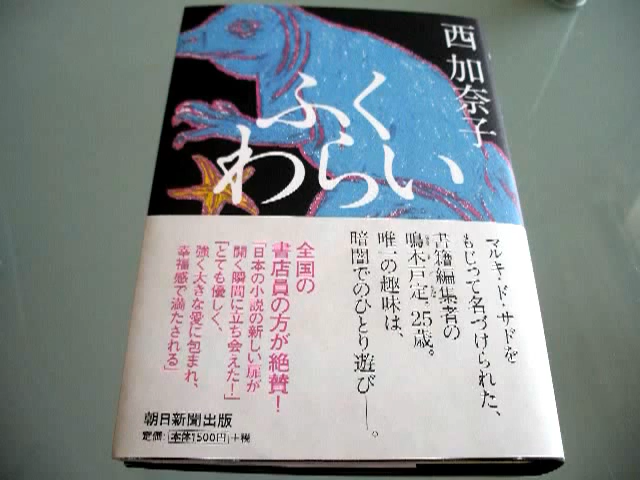 西 加奈子
ふくわらい
マルキ・ド・サドを
もじって名づけられた、
書籍編集者の
鳴木戸定。25歳。
唯一の趣味は、
暗闇でのひとり遊び―。
全国の
書店員の方が絶賛！
「日本の小説の新しい扉が
開く瞬間に立ち会えた！」
「とても優しく、
強く大きな愛に包まれ、
幸福感で満たされる」
朝日新聞出版
定価：本体1500円＋税